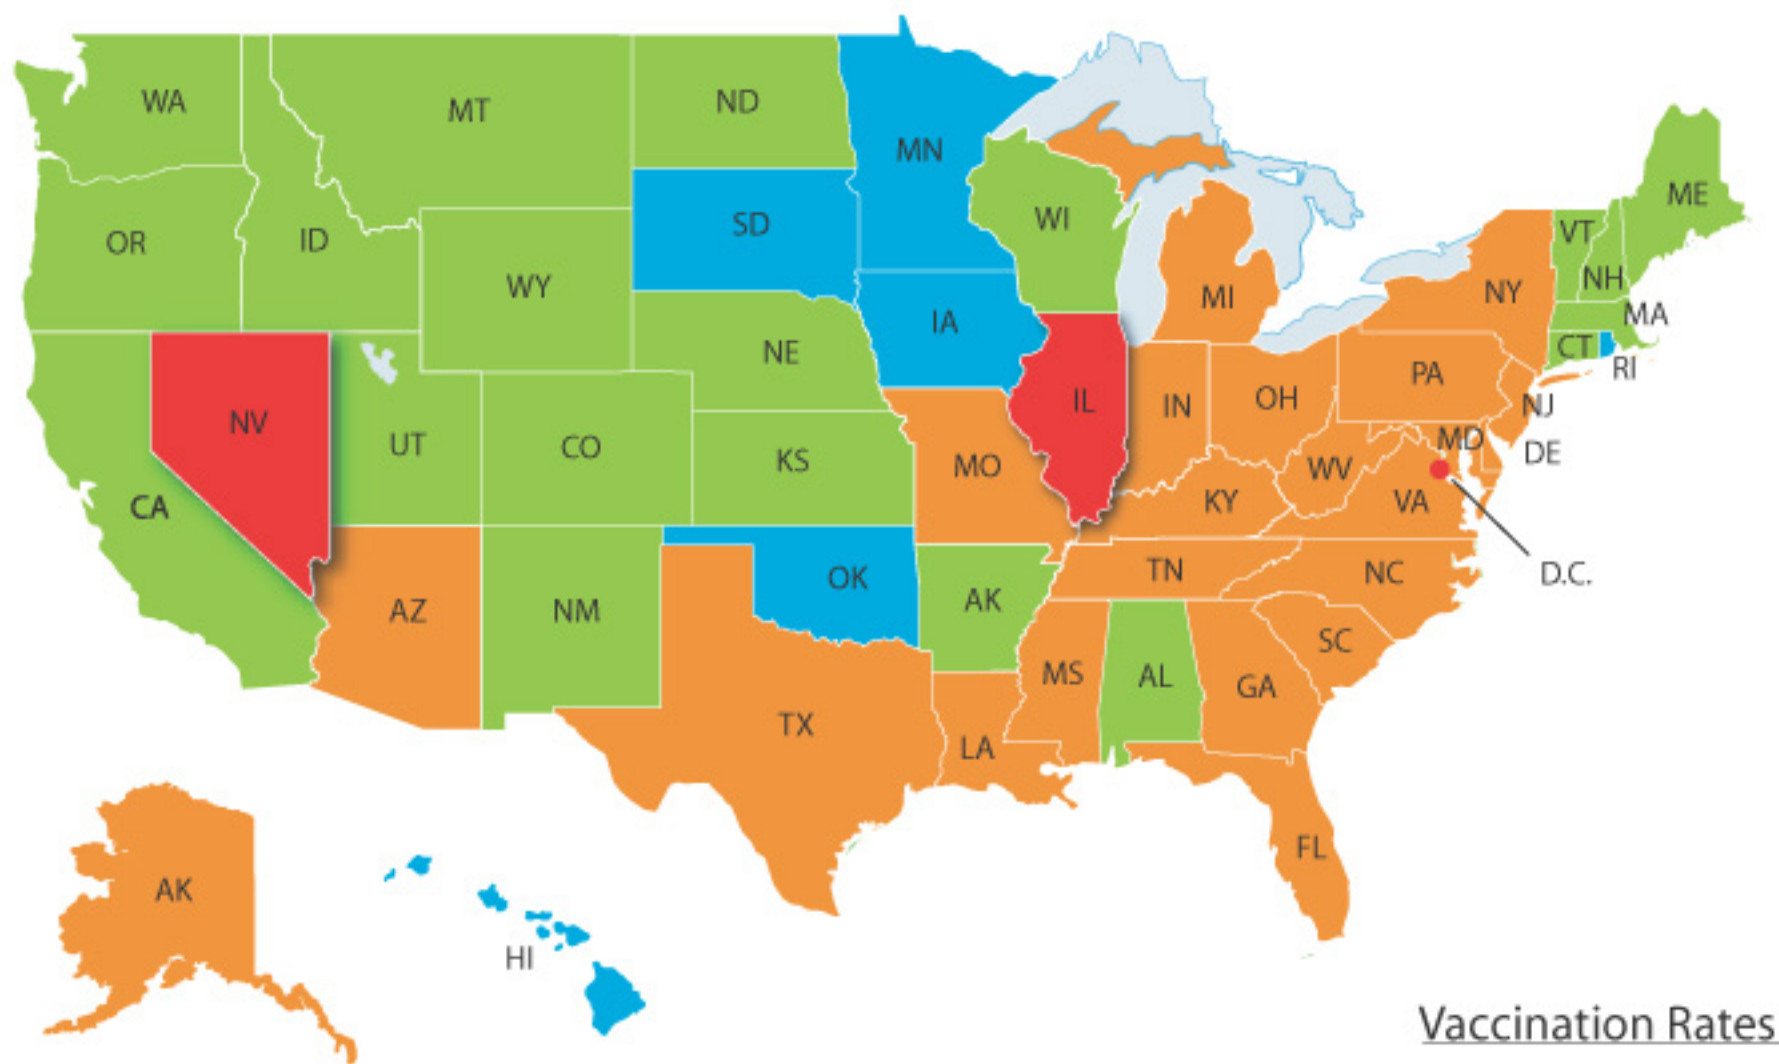 WA
MT
ND
MN
ME
OR
ID
SD
WI
VT
WY
NH
MI
NY
IA
MA
NE
CT
RI
PA
NV
IL
IN
OH
NJ
UT
CO
KS
MO
MD
DE
WV
CA
KY
VA
OK
TN
NC
D.C.
AZ
NM
AK
SC
MS
AL
GA
TX
LA
FL
AK
HI
Vaccination Rates